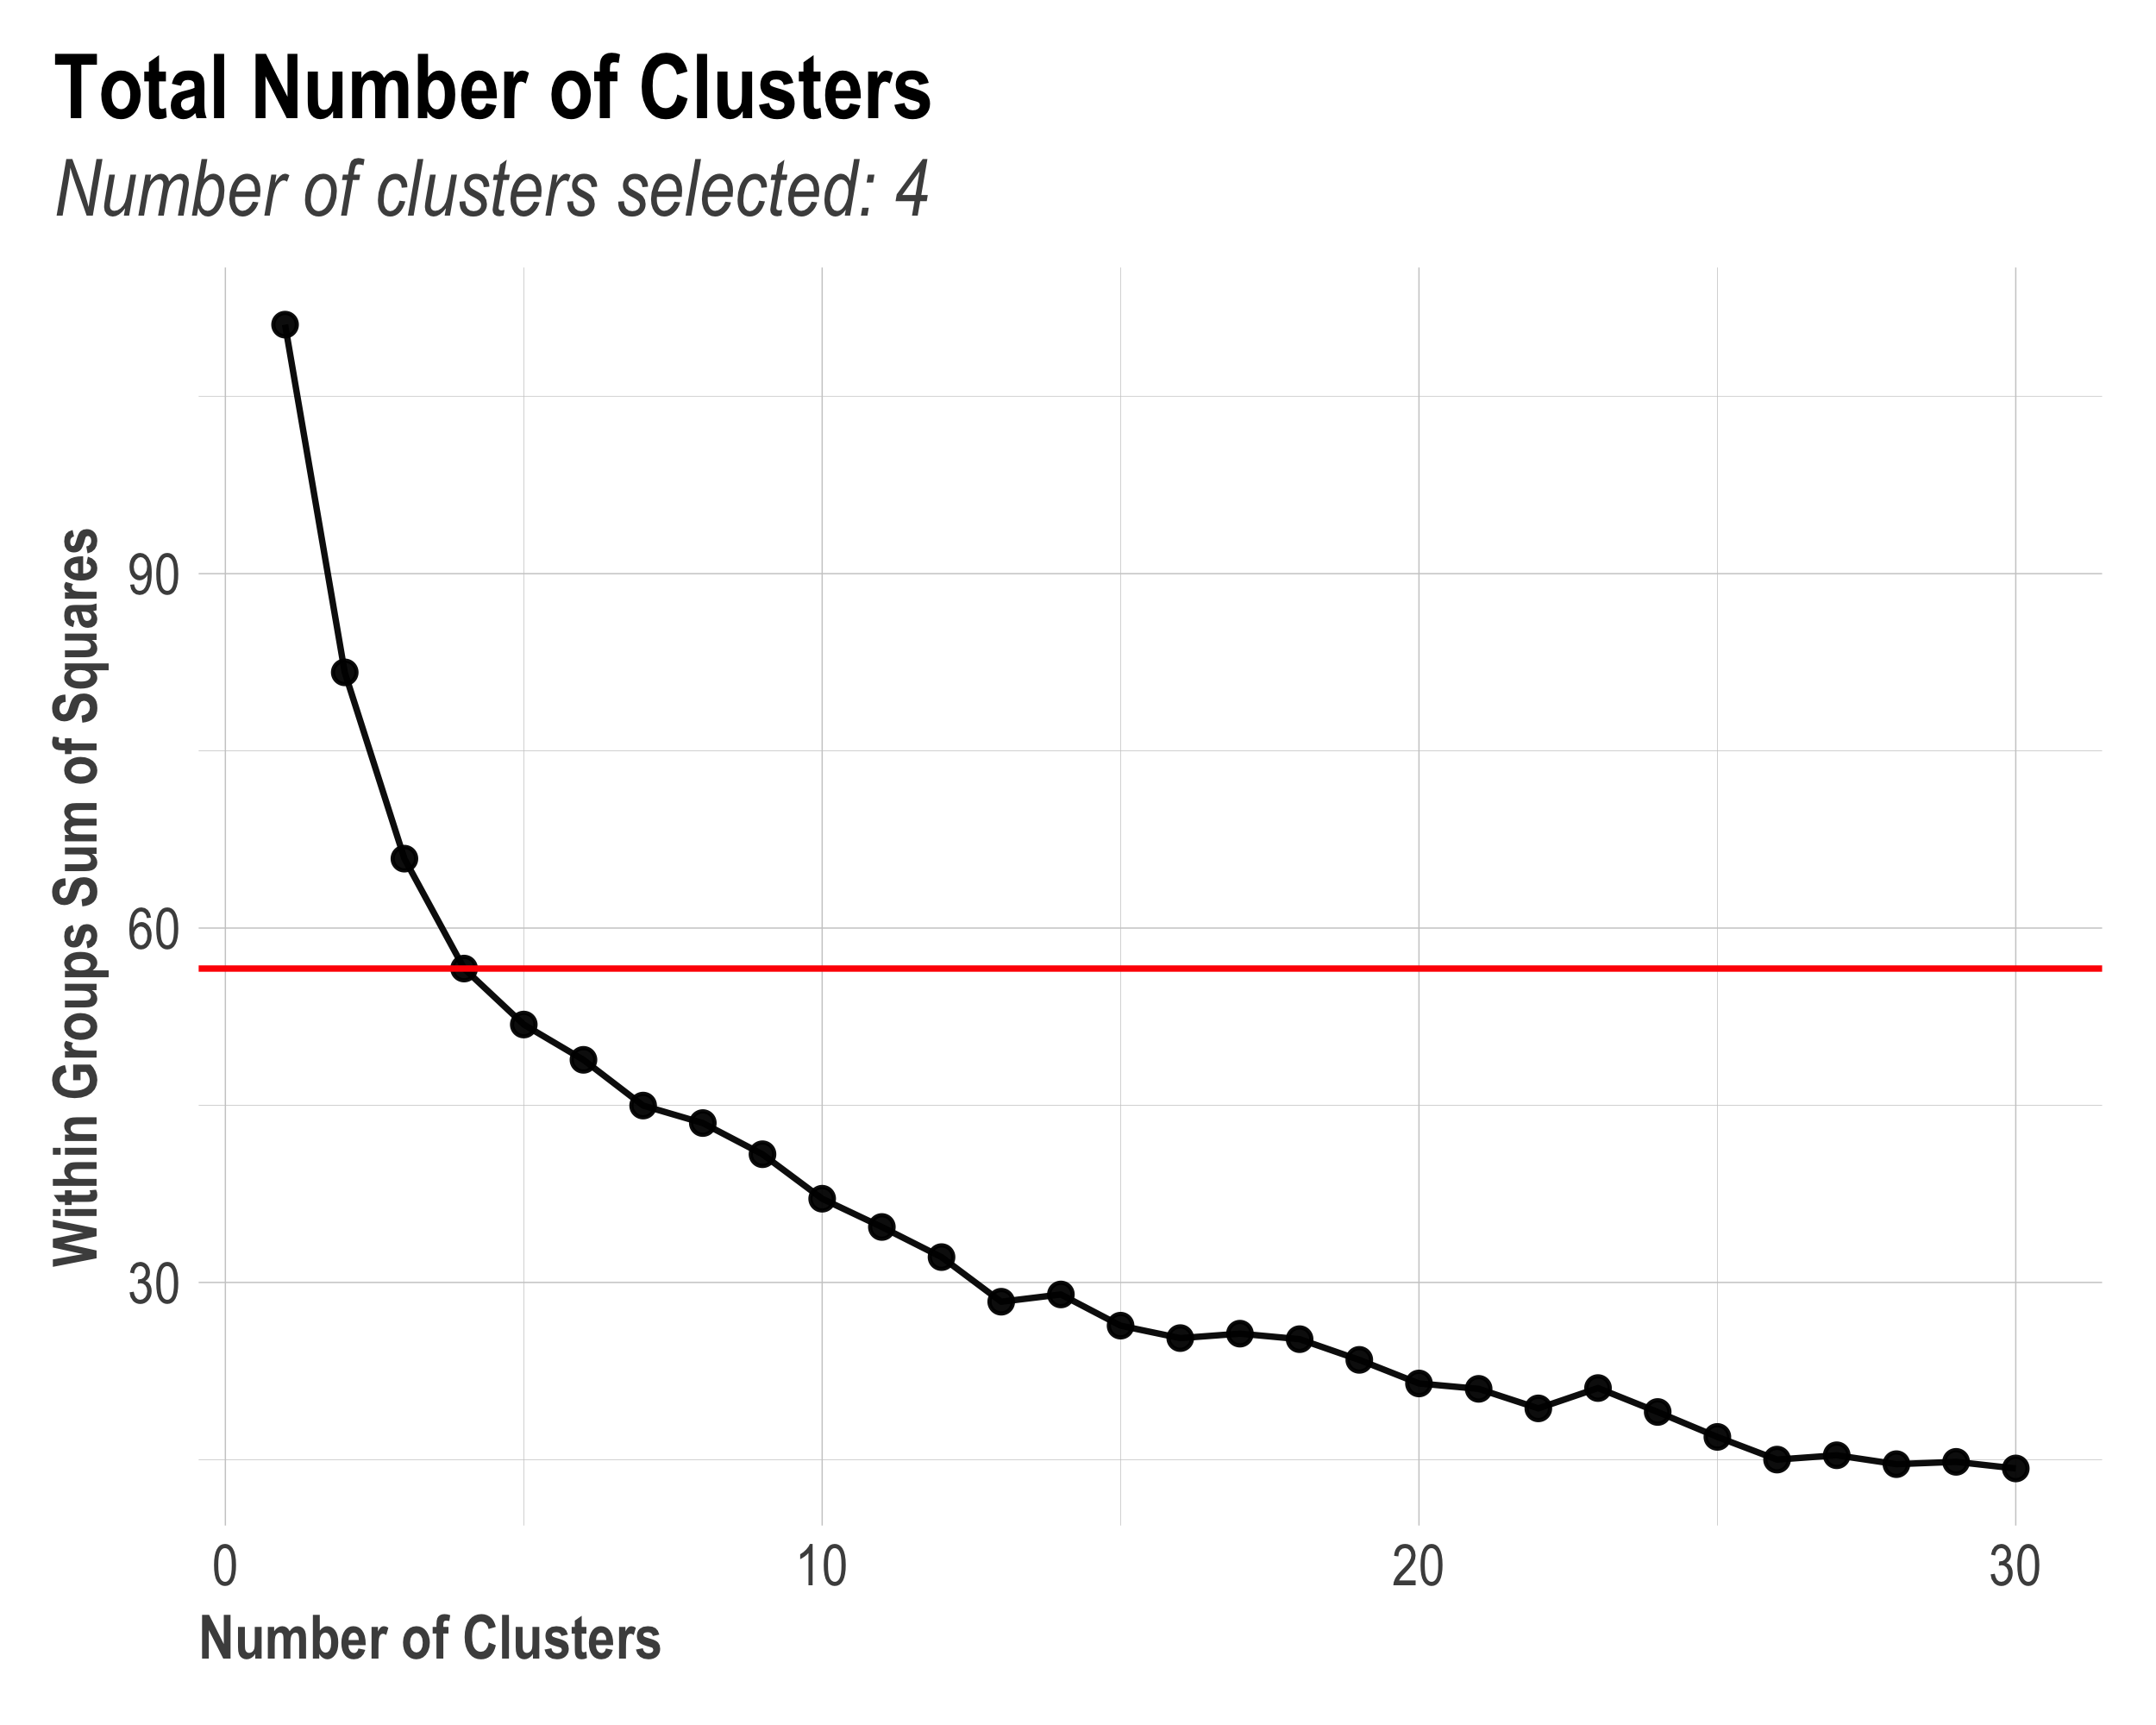 Total Number of Clusters
Number of clusters selected: 4
Within Groups Sum of Squares
90
60
30
0
10
20
30
Number of Clusters